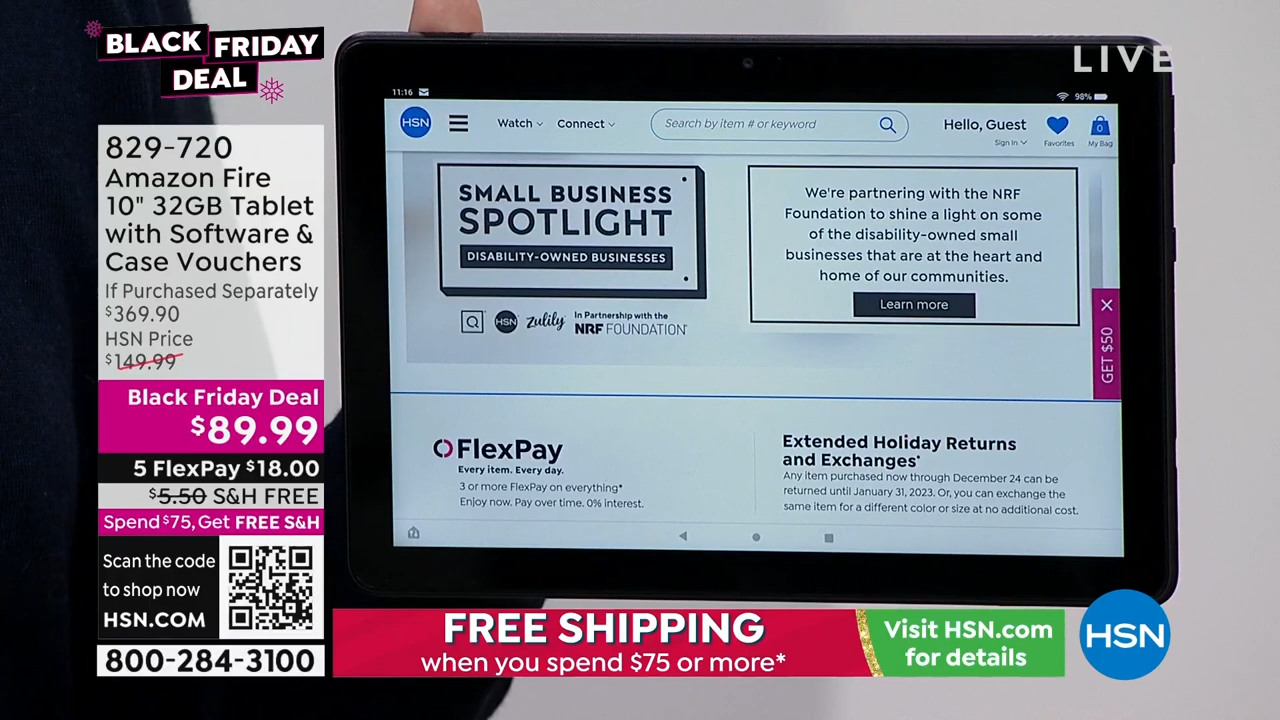 BLACK FRIDAY
DEAL
829-720
Amazon Fire
10" 32GB Tablet
with Software &
Case Vouchers
If Purchased Separately
$369.90
HSN Price
$149.99
Black Friday Deal
$89.99
5 FlexPay $18.00
$5.50 S&H FREE
Spend $75, Get FREE S&H
Scan the code
to shop now
HSN.COM
800-284-3100
LIVE
11:16
98%
HSN
Watch
Connect
Search by item # or keyword
Hello, Guest
Sign In
Favorites
0
My Bag
SMALL BUSINESS
SPOTLIGHT
DISABILITY-OWNED BUSINESSES
Q HSN zulily
In Partnership with the
NRF FOUNDATION
We're partnering with the NRF
Foundation to shine a light on some
of the disability-owned small
businesses that are at the heart and
home of our communities.
Learn more
GET $50 X
FlexPay
Every item. Every day.
3 or more FlexPay on everything*
Enjoy now. Pay over time. 0% interest.
Extended Holiday Returns
and Exchanges*
Any item purchased now through December 24 can be
returned until January 31, 2023. Or, you can exchange the
same item for a different color or size at no additional cost.
FREE SHIPPING
when you spend $75 or more*
Visit HSN.com
for details
HSN